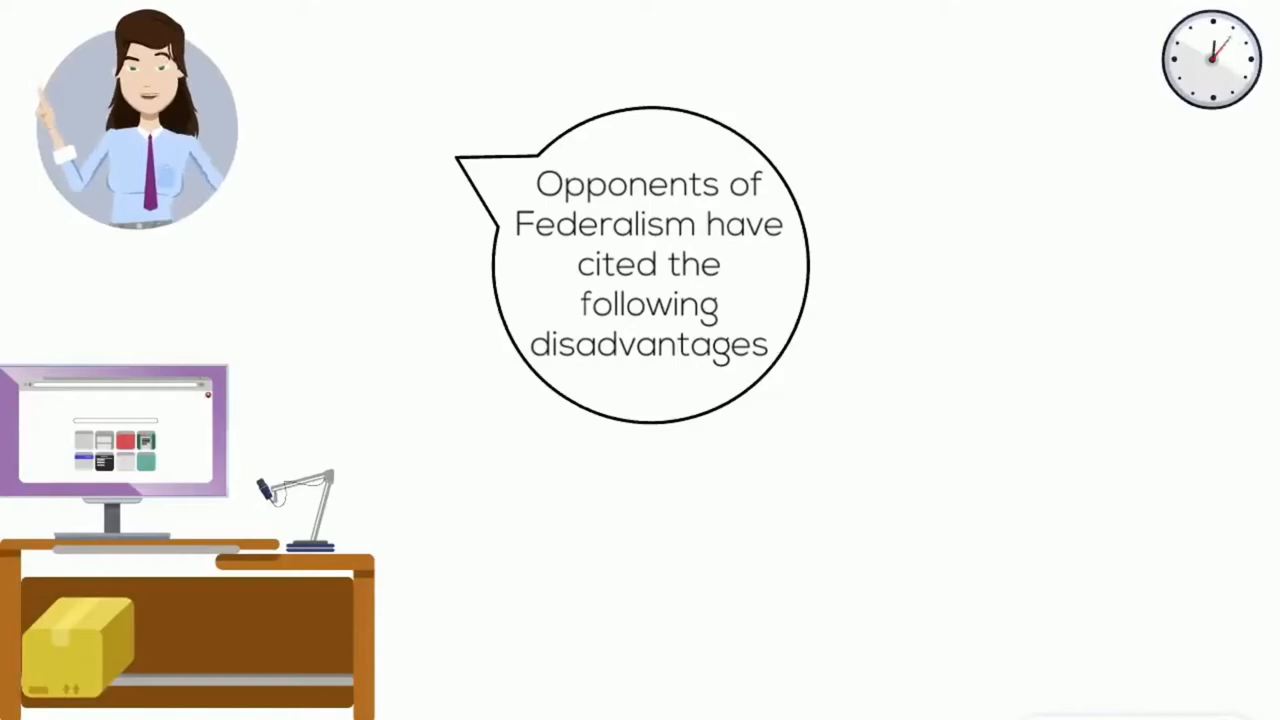 Opponents of
Federalism have
cited the
following
disadvantages